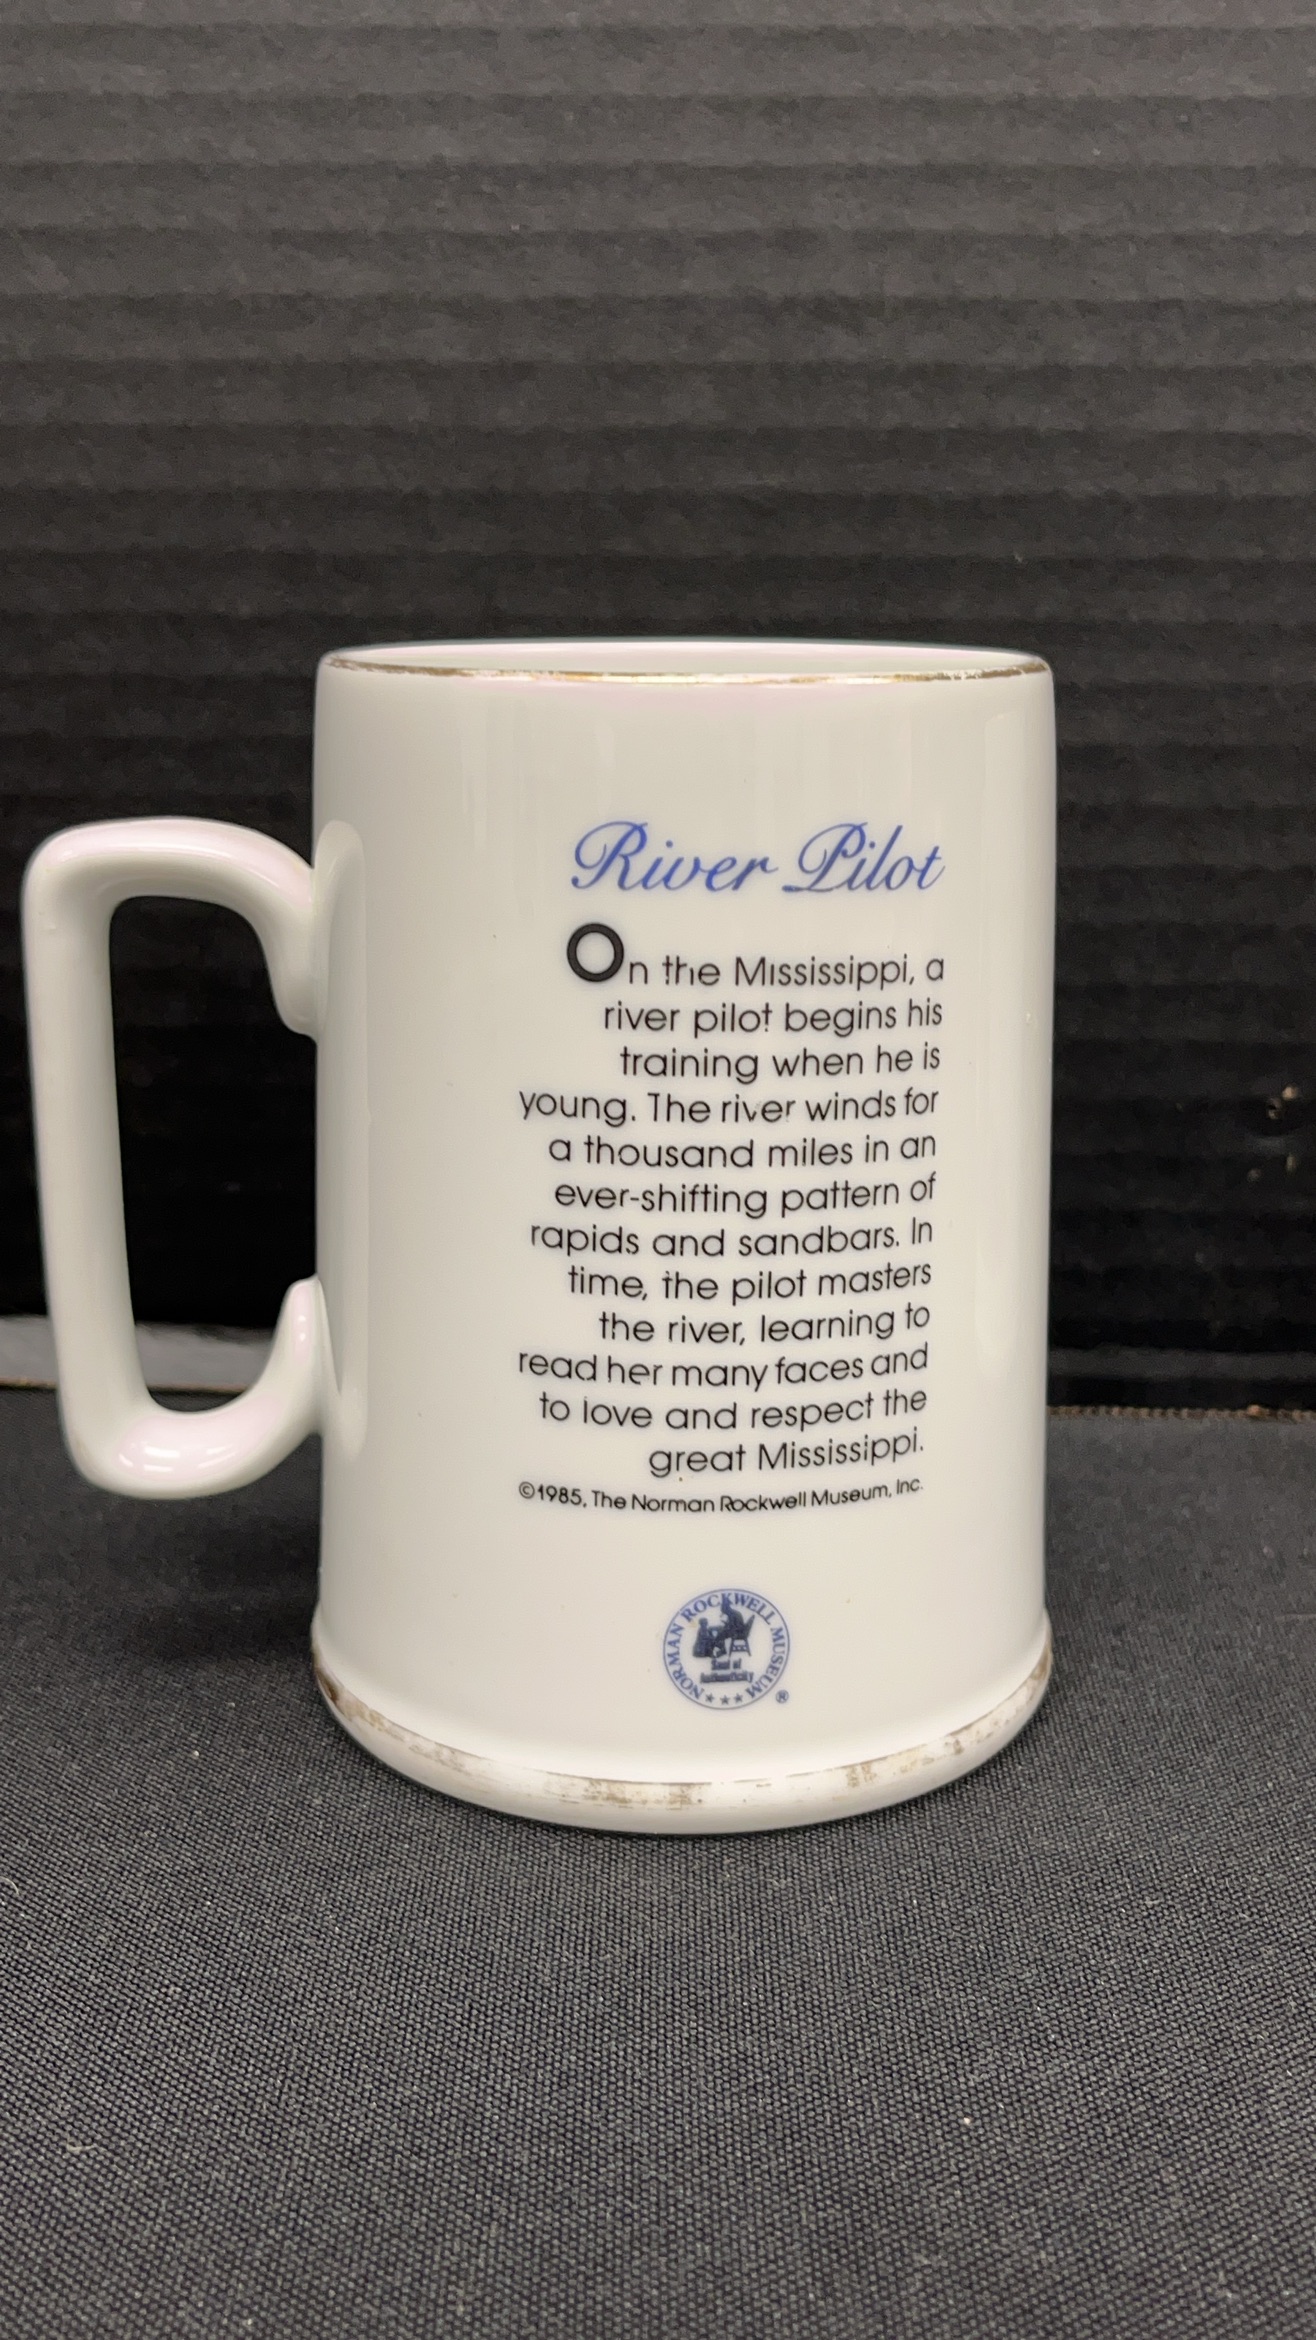 River Pilot
On the Mississippi, a
river pilot begins his
training when he is
young. The river winds for
a thousand miles in an
ever-shifting pattern of
rapids and sandbars. In
time, the pilot masters
the river, learning to
read her many faces and
to love and respect the
great Mississippi.
©1985, The Norman Rockwell Museum, Inc.
NORMAN ROCKWELL MUSEUM
Seal of
Authenticity
®